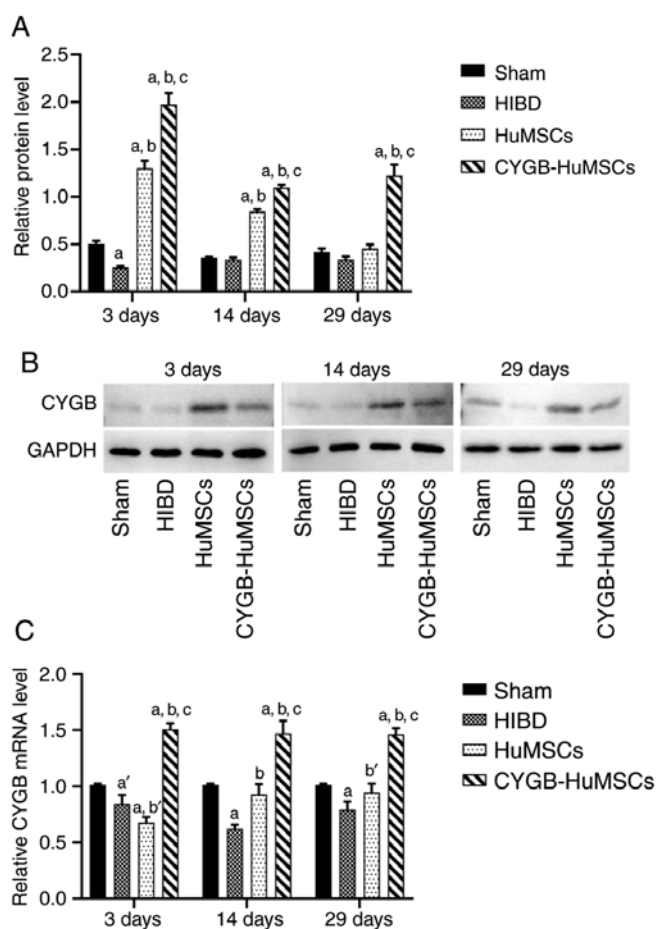 A
Relative protein level
2.5
2.0
1.5
1.0
0.5
0.0
a
a, b
a, b, c
a, b
a, b, c
a, b, c
3 days
14 days
29 days
Sham
HIBD
HuMSCs
CYGB-HuMSCs
B
3 days
14 days
29 days
CYGB
GAPDH
Sham
HIBD
HuMSCs
CYGB-HuMSCs
Sham
HIBD
HuMSCs
CYGB-HuMSCs
Sham
HIBD
HuMSCs
CYGB-HuMSCs
C
Relative CYGB mRNA level
2.0
1.5
1.0
0.5
0.0
a′
a, b′
a, b, c
a
b
a, b, c
a
b′
a, b, c
3 days
14 days
29 days
Sham
HIBD
HuMSCs
CYGB-HuMSCs